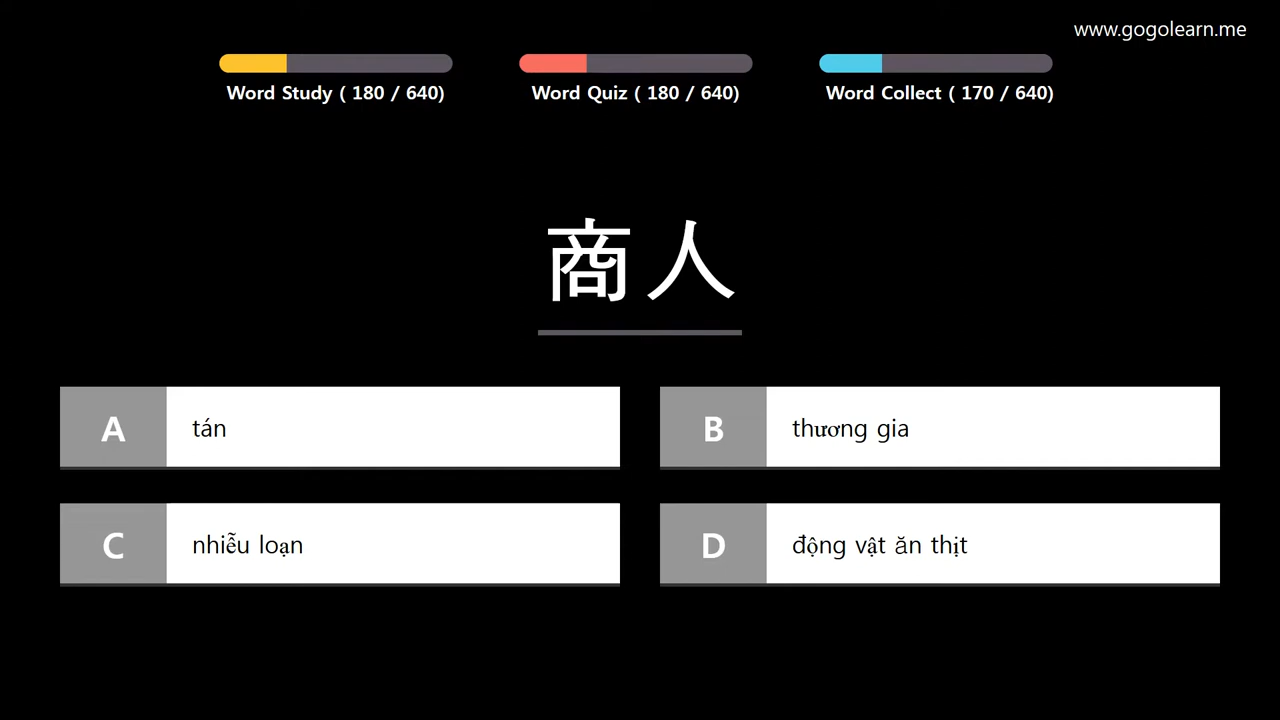 www.gogolearn.me
Word Study ( 180 / 640)
Word Quiz ( 180 / 640)
Word Collect ( 170 / 640)
商人
A tán
B thương gia
C nhiễu loạn
D động vật ăn thịt